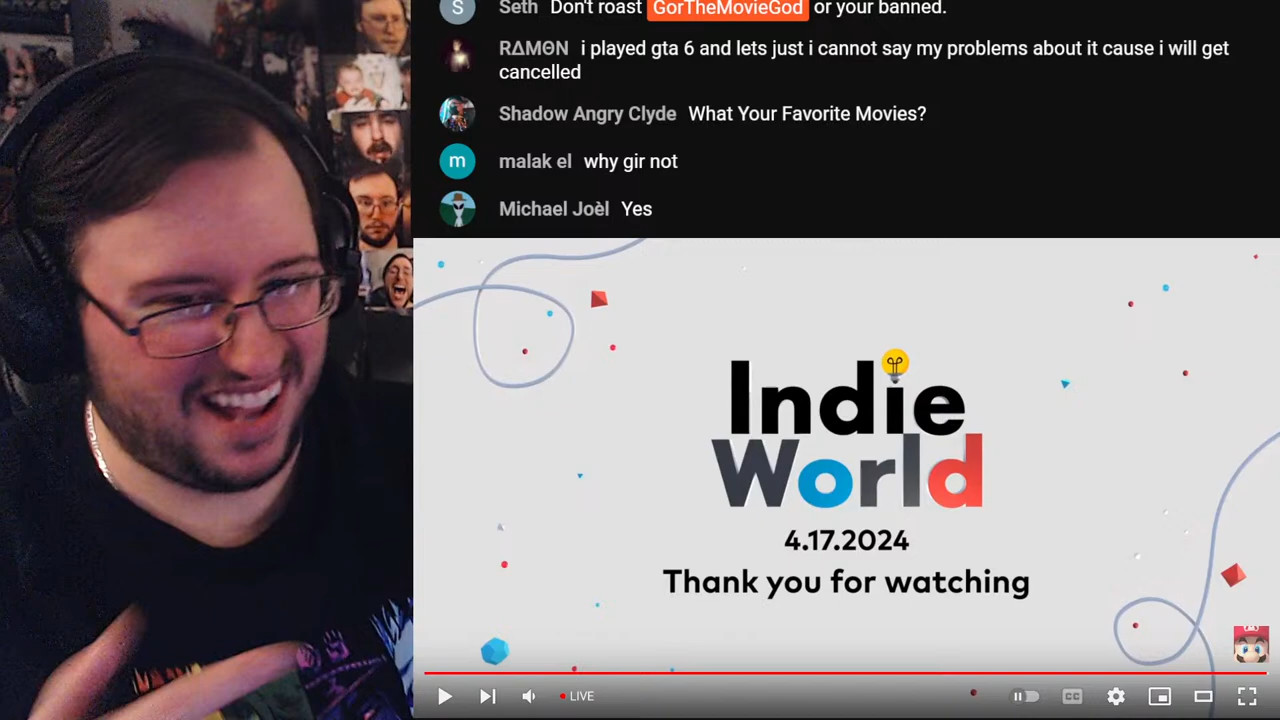 S Seth Don't roast GorTheMovieGod or your banned.
RΔMΘN i played gta 6 and lets just i cannot say my problems about it cause i will get
cancelled
Shadow Angry Clyde What Your Favorite Movies?
m malak el why gir not
Michael Joèl Yes
Indie
World
4.17.2024
Thank you for watching
LIVE
CC